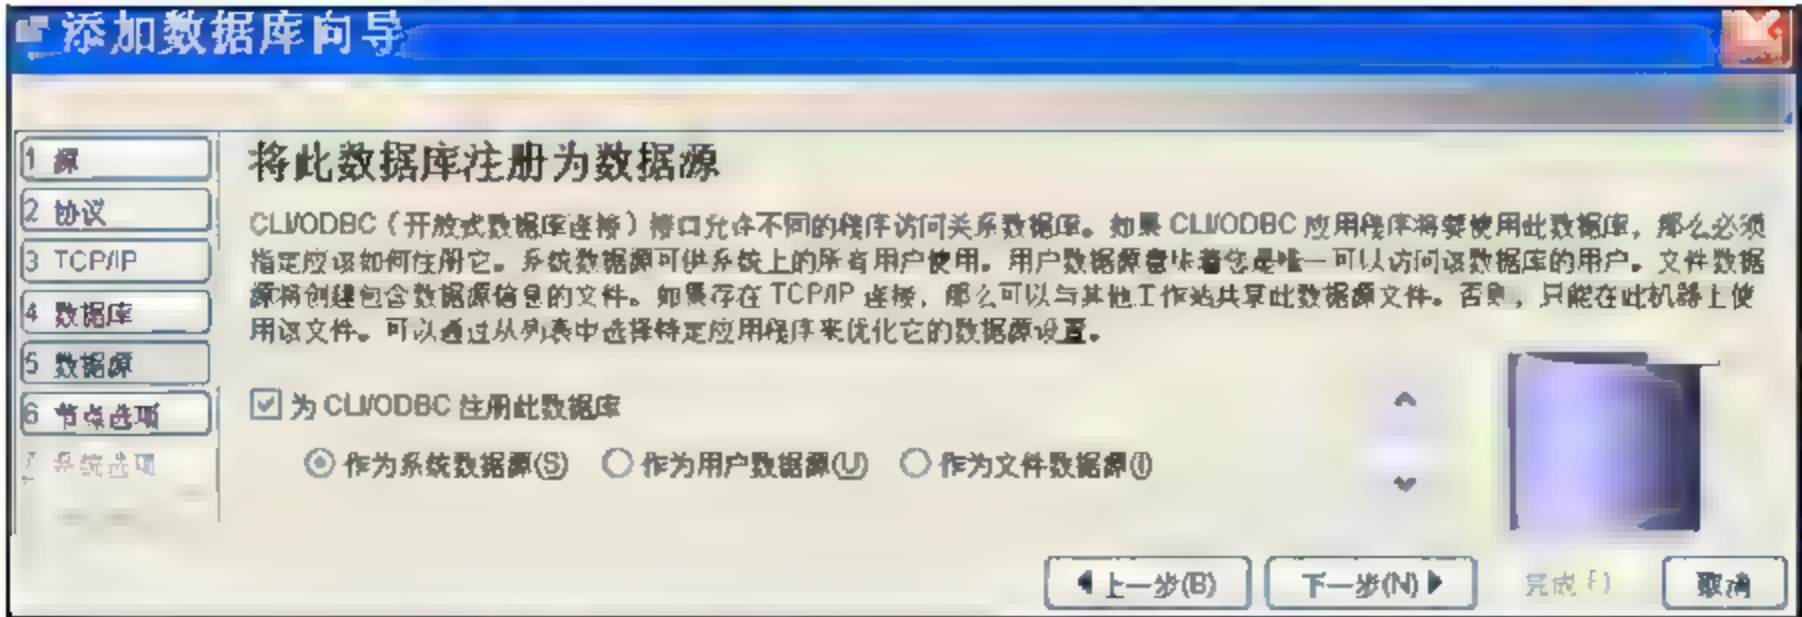 添加数据库向导
1 源
2 协议
3 TCP/IP
4 数据库
5 数据源
6 节点选项
7 系统选项
将此数据库注册为数据源
CLI/ODBC（开放式数据库连接）接口允许不同的程序访问关系数据库。如果 CLI/ODBC 应用程序将要使用此数据库，那么必须
指定应该如何注册它。系统数据源可供系统上的所有用户使用。用户数据源意味着您是唯一可以访问该数据库的用户。文件数据
源将创建包含数据源信息的文件。如果存在 TCP/IP 连接，那么可以与其他工作站共享此数据源文件。否则，只能在此机器上使
用该文件。可以通过从列表中选择特定应用程序来优化它的数据源设置。
为 CLI/ODBC 注册此数据库
作为系统数据源(S) 作为用户数据源(U) 作为文件数据源(I)
上一步(B) 下一步(N) 完成(F) 取消